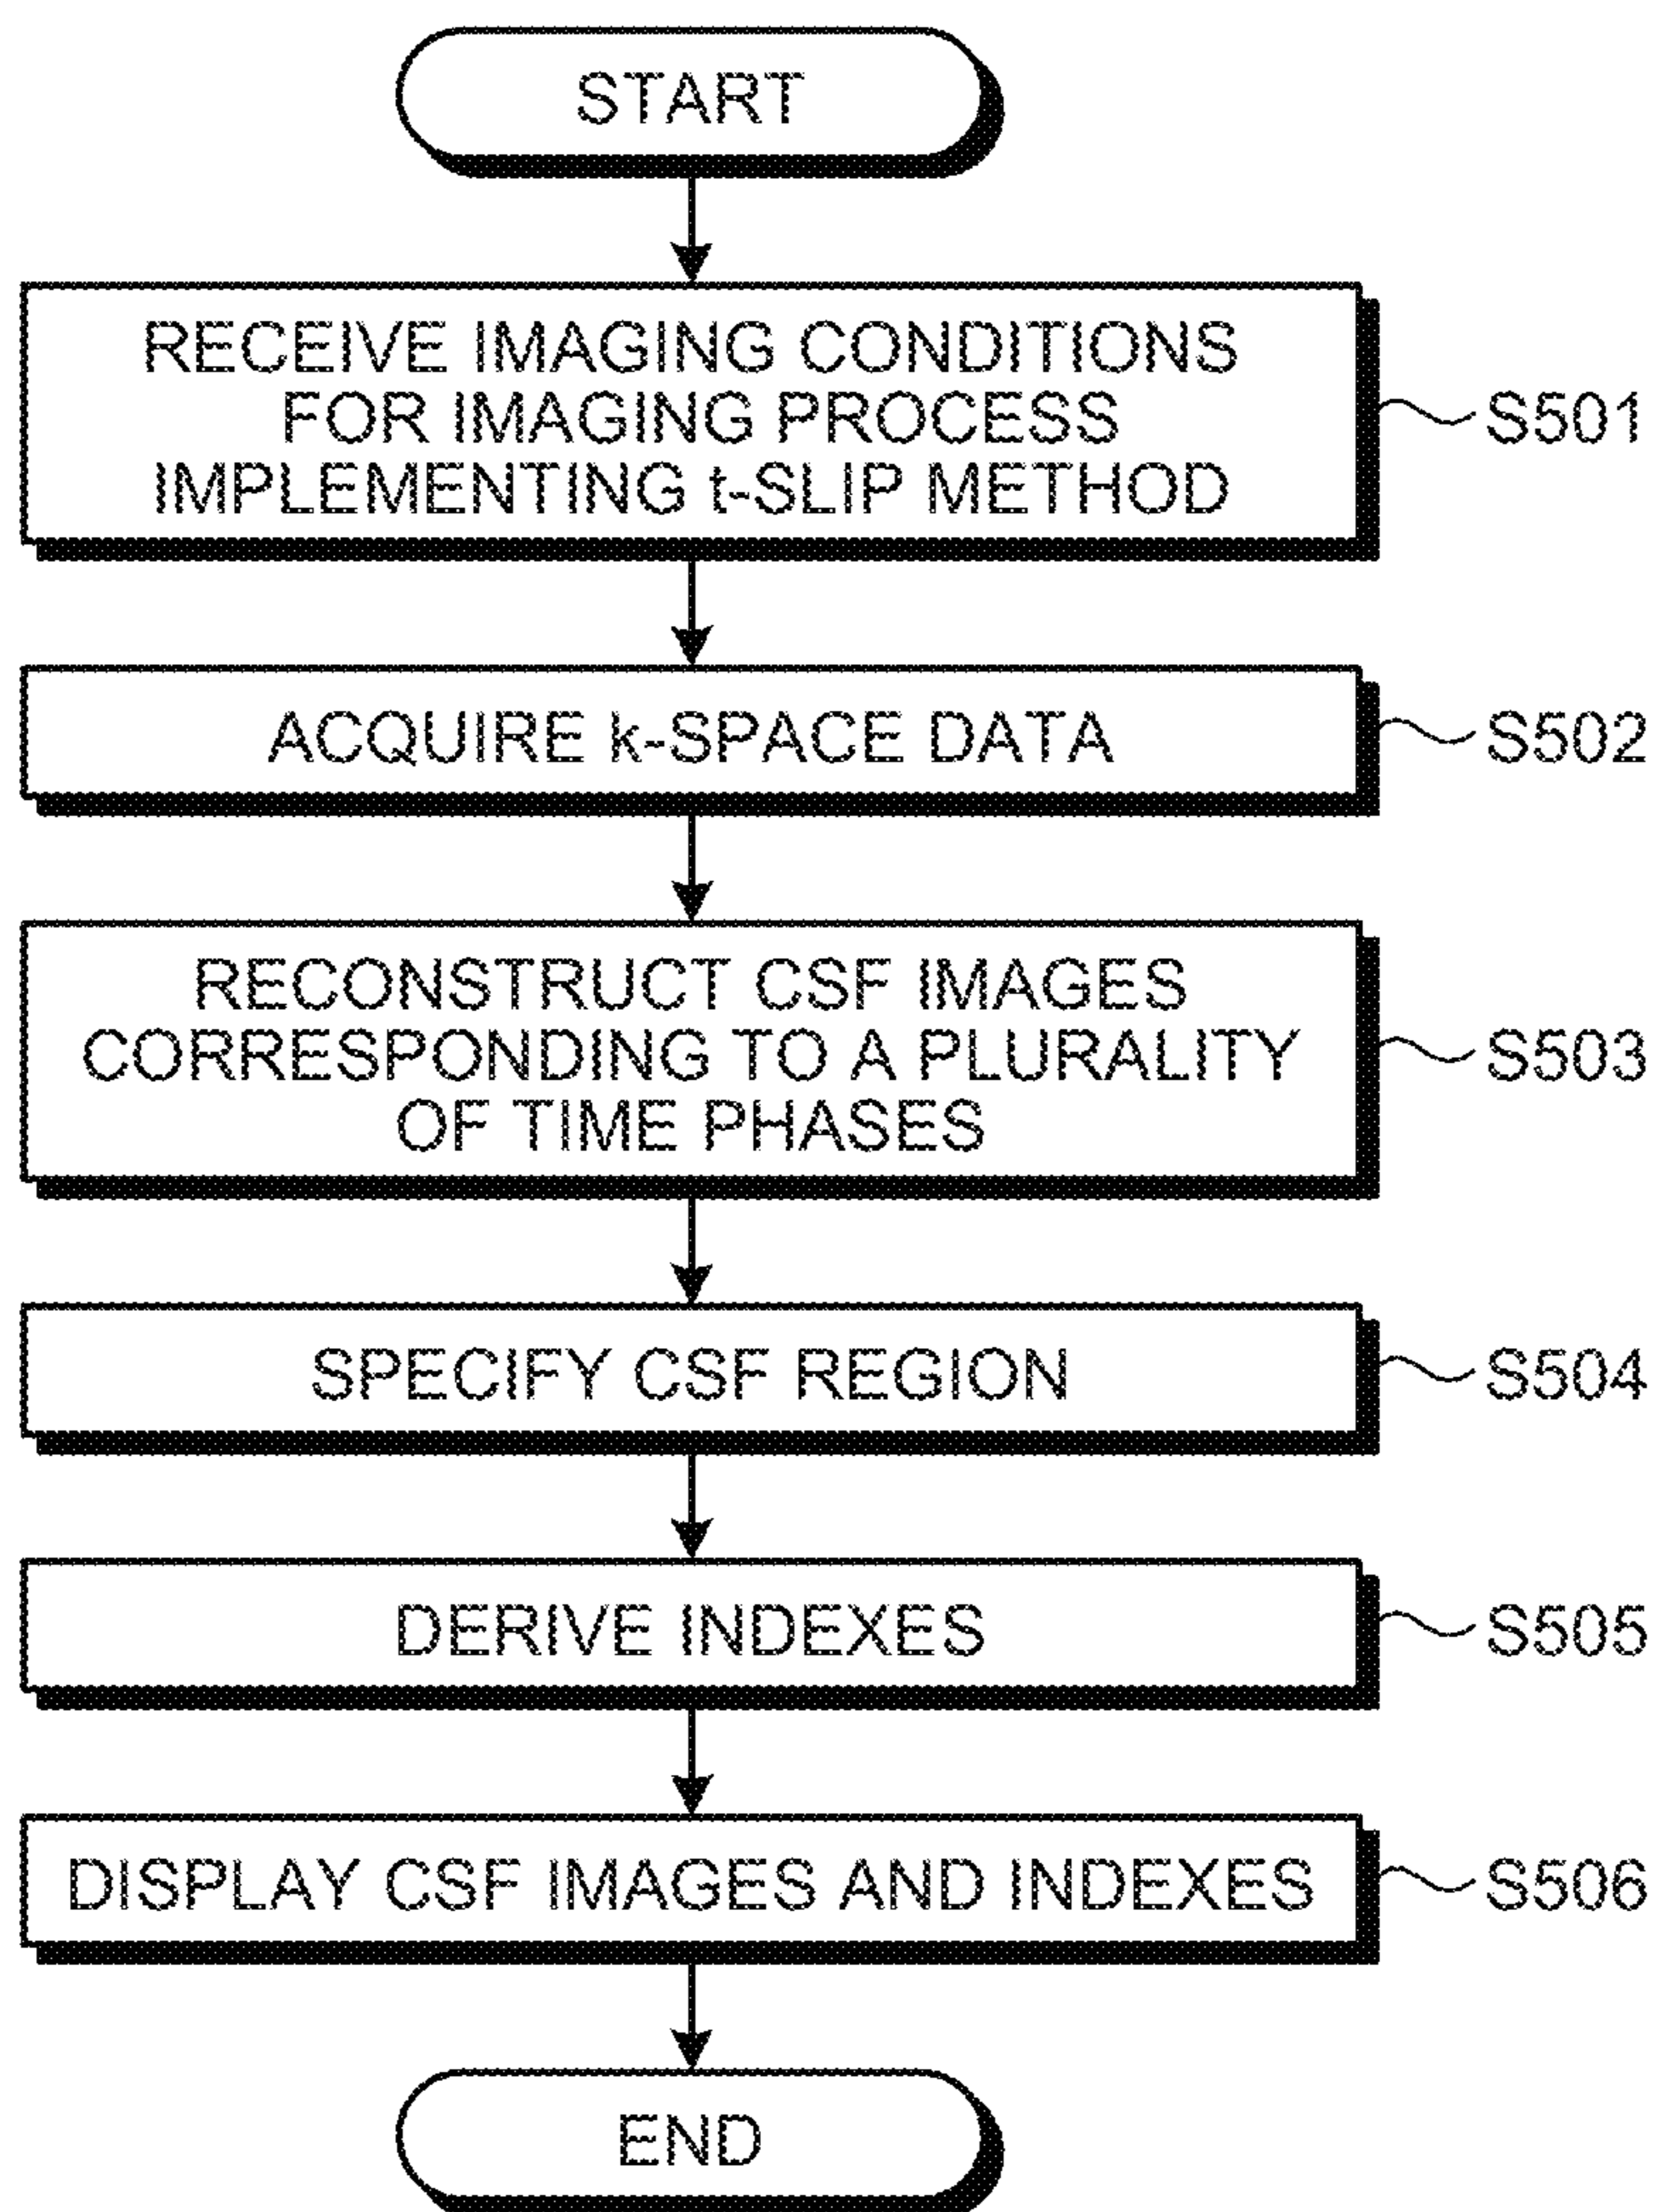 START
RECEIVE IMAGING CONDITIONS
FOR IMAGING PROCESS
IMPLEMENTING t-SLIP METHOD
S501
ACQUIRE k-SPACE DATA
S502
RECONSTRUCT CSF IMAGES
CORRESPONDING TO A PLURALITY
OF TIME PHASES
S503
SPECIFY CSF REGION
S504
DERIVE INDEXES
S505
DISPLAY CSF IMAGES AND INDEXES
S506
END